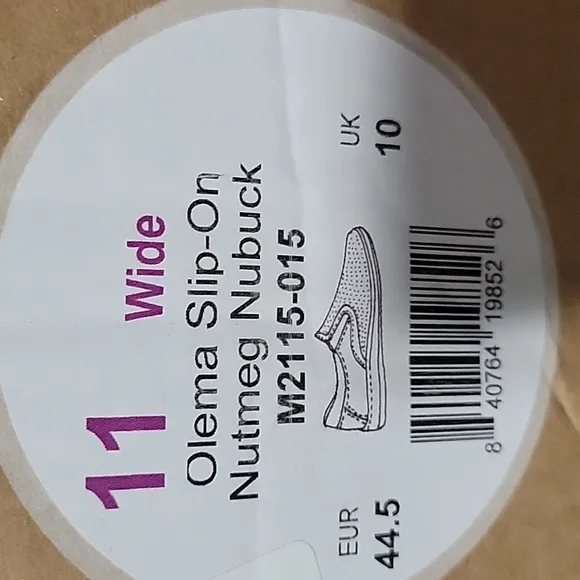 11 Wide
Olema Slip-On
Nutmeg Nubuck
M2115-015
EUR
44.5
UK
10
8 40764 19852 6